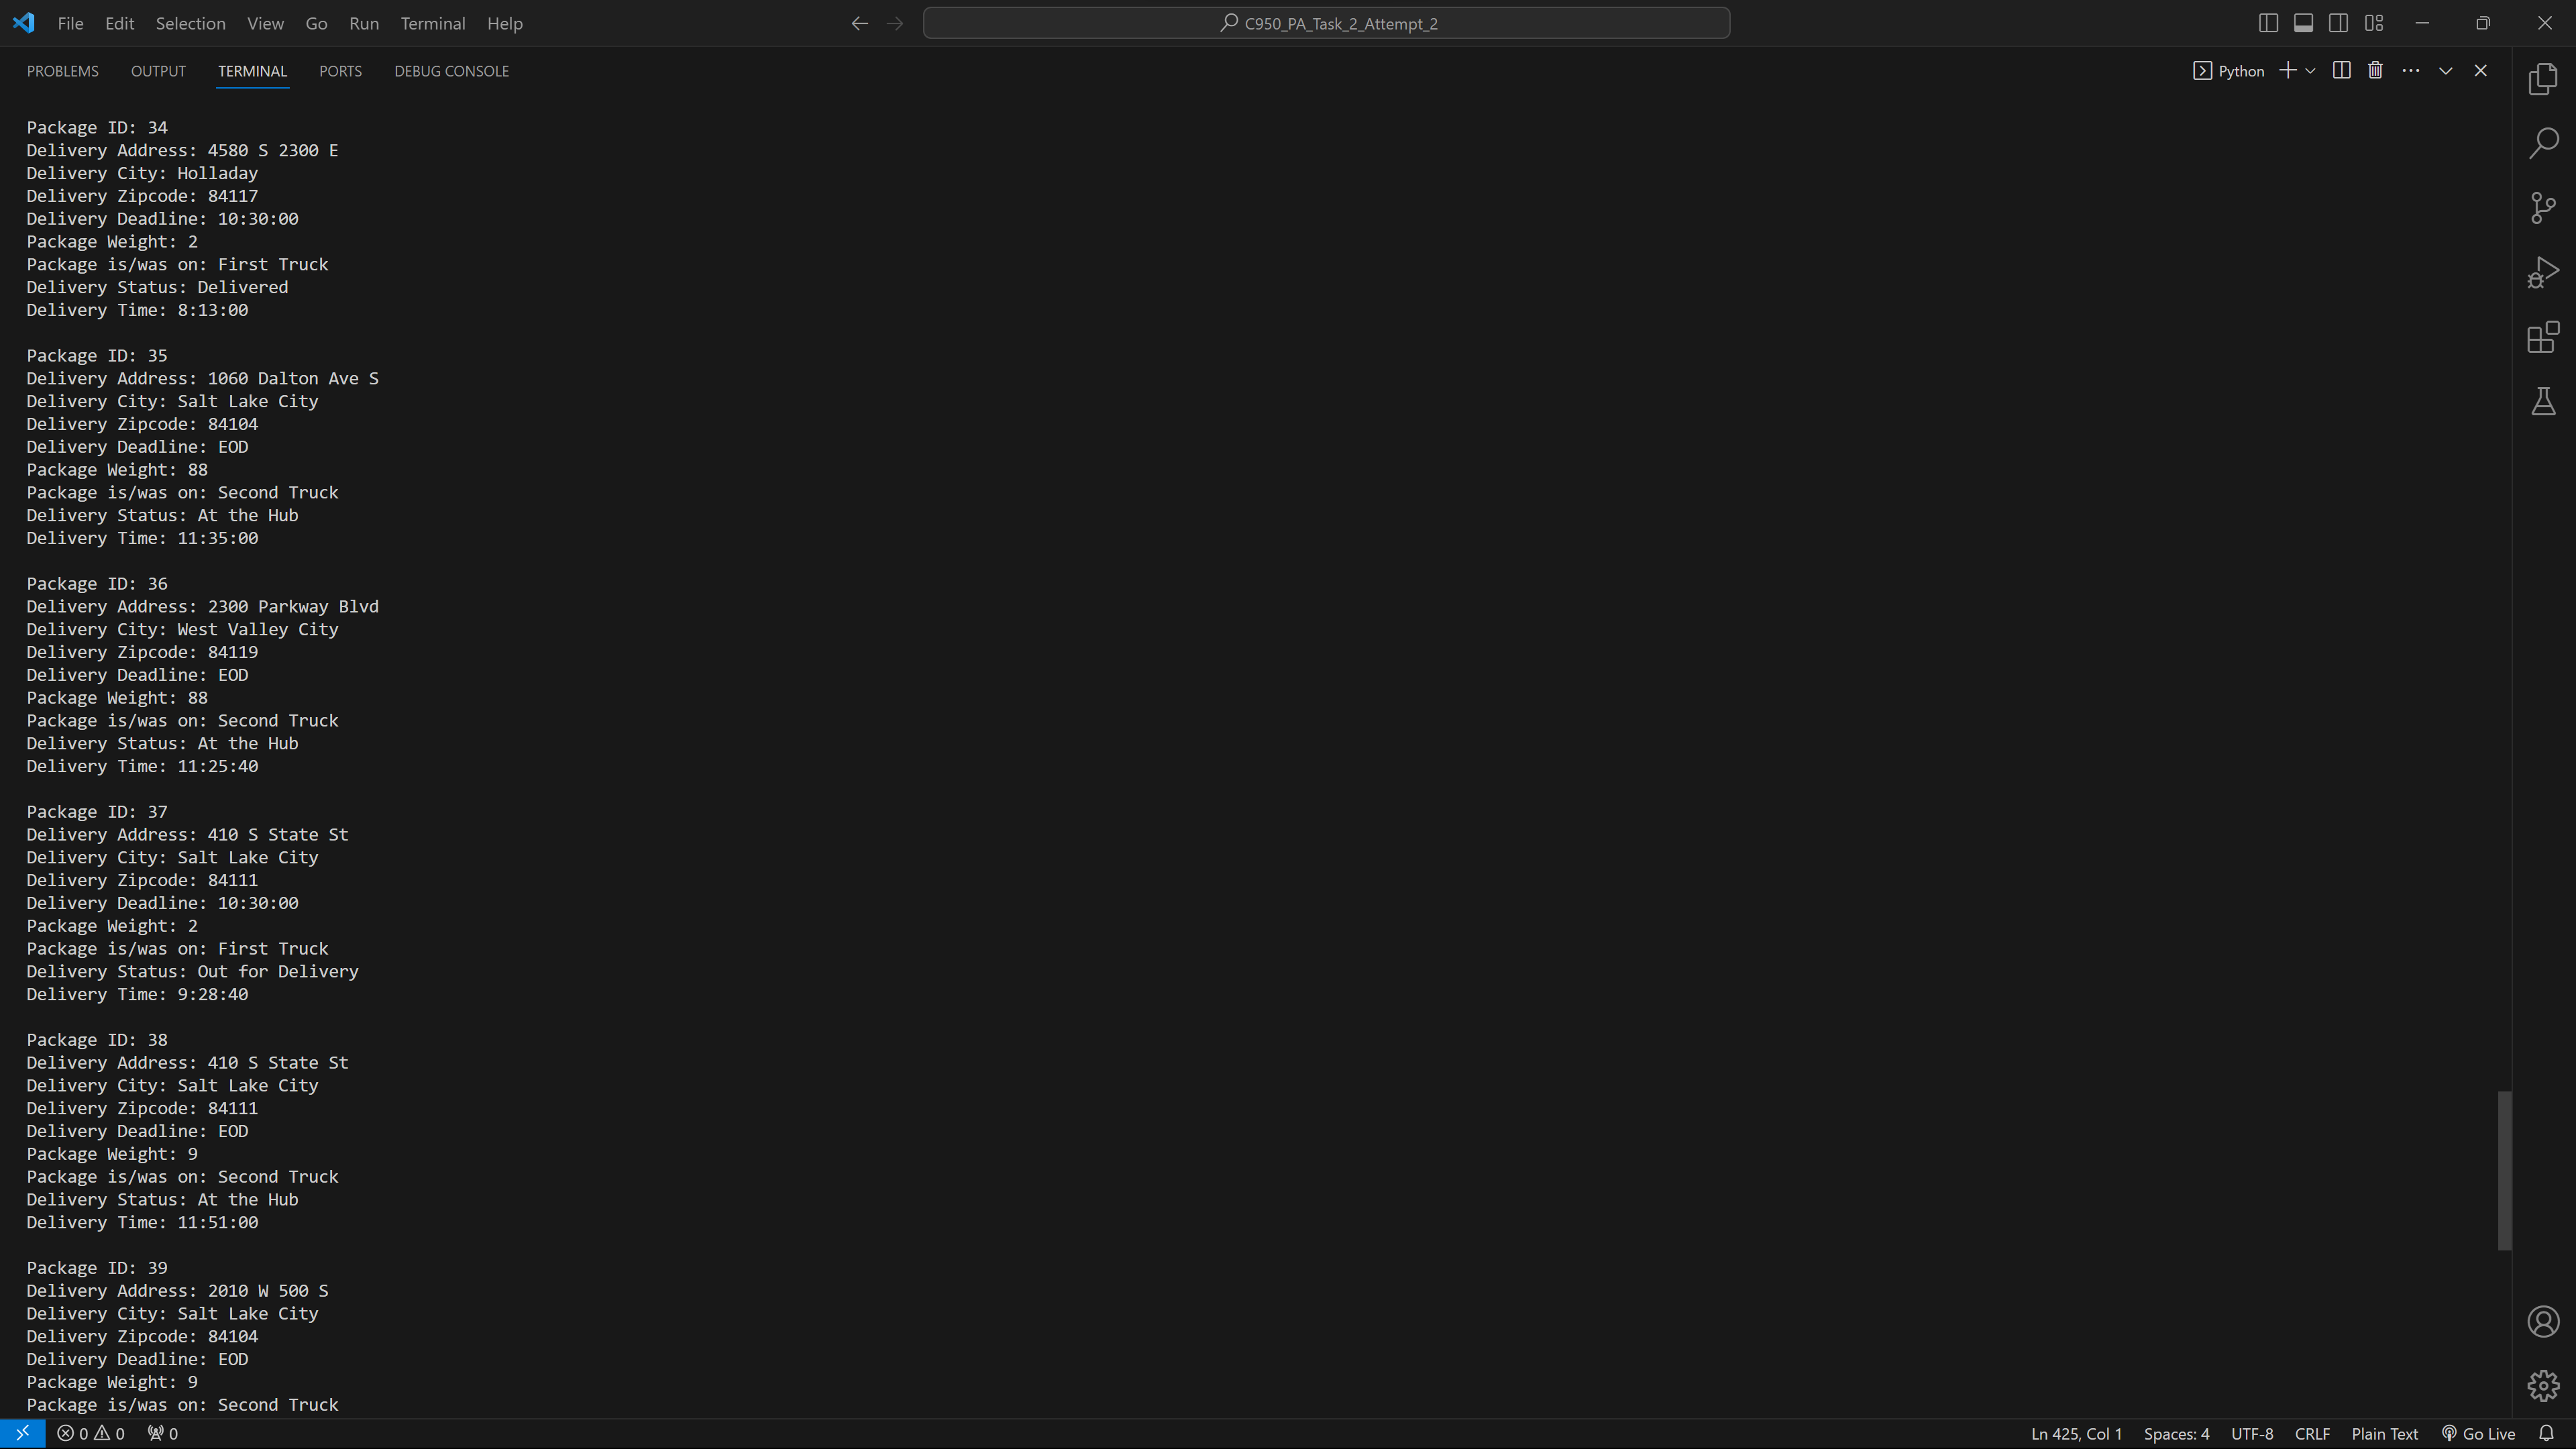 File Edit Selection View Go Run Terminal Help
C950_PA_Task_2_Attempt_2
PROBLEMS OUTPUT TERMINAL PORTS DEBUG CONSOLE
Python
Package ID: 34
Delivery Address: 4580 S 2300 E
Delivery City: Holladay
Delivery Zipcode: 84117
Delivery Deadline: 10:30:00
Package Weight: 2
Package is/was on: First Truck
Delivery Status: Delivered
Delivery Time: 8:13:00
Package ID: 35
Delivery Address: 1060 Dalton Ave S
Delivery City: Salt Lake City
Delivery Zipcode: 84104
Delivery Deadline: EOD
Package Weight: 88
Package is/was on: Second Truck
Delivery Status: At the Hub
Delivery Time: 11:35:00
Package ID: 36
Delivery Address: 2300 Parkway Blvd
Delivery City: West Valley City
Delivery Zipcode: 84119
Delivery Deadline: EOD
Package Weight: 88
Package is/was on: Second Truck
Delivery Status: At the Hub
Delivery Time: 11:25:40
Package ID: 37
Delivery Address: 410 S State St
Delivery City: Salt Lake City
Delivery Zipcode: 84111
Delivery Deadline: 10:30:00
Package Weight: 2
Package is/was on: First Truck
Delivery Status: Out for Delivery
Delivery Time: 9:28:40
Package ID: 38
Delivery Address: 410 S State St
Delivery City: Salt Lake City
Delivery Zipcode: 84111
Delivery Deadline: EOD
Package Weight: 9
Package is/was on: Second Truck
Delivery Status: At the Hub
Delivery Time: 11:51:00
Package ID: 39
Delivery Address: 2010 W 500 S
Delivery City: Salt Lake City
Delivery Zipcode: 84104
Delivery Deadline: EOD
Package Weight: 9
Package is/was on: Second Truck
0 0 0 Ln 425, Col 1 Spaces: 4 UTF-8 CRLF Plain Text Go Live